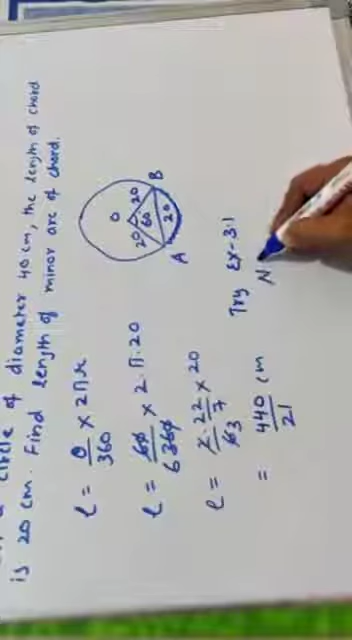 circle of diameter 40 cm, the length of chord
is 20 cm. Find length of minor arc of chord.
l = θ/360 × 2πr
l = 60/360 6 × 2·π·20
l = 2/6 3 × 22/7 × 20
= 440/21 cm
O
20 60 20
20
A
B
Try Ex-3.1
N